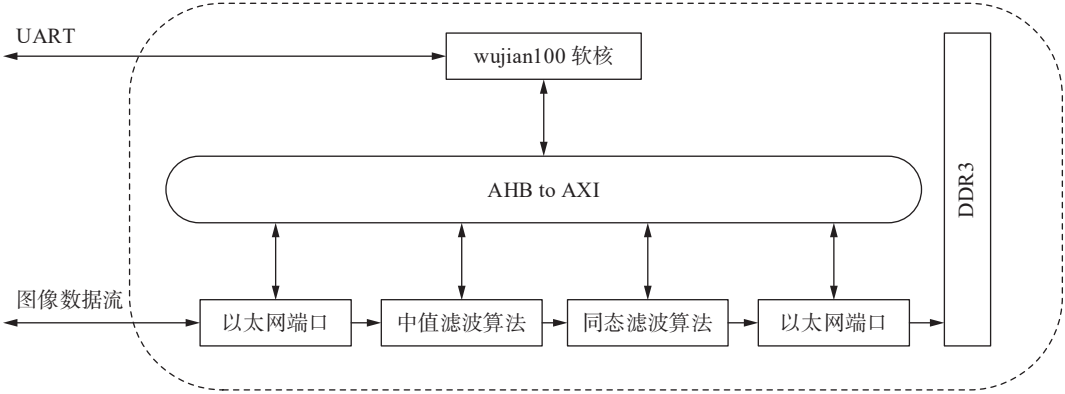 UART
wujian100 软核
AHB to AXI
DDR3
图像数据流
以太网端口
中值滤波算法
同态滤波算法
以太网端口